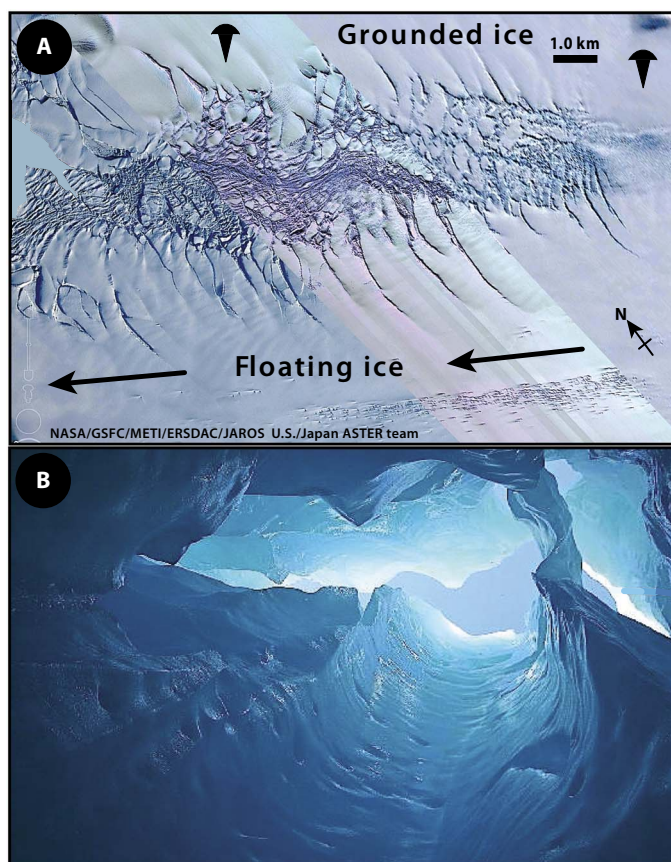 A
Grounded ice
1.0 km
N
Floating ice
NASA/GSFC/METI/ERSDAC/JAROS U.S./Japan ASTER team
B